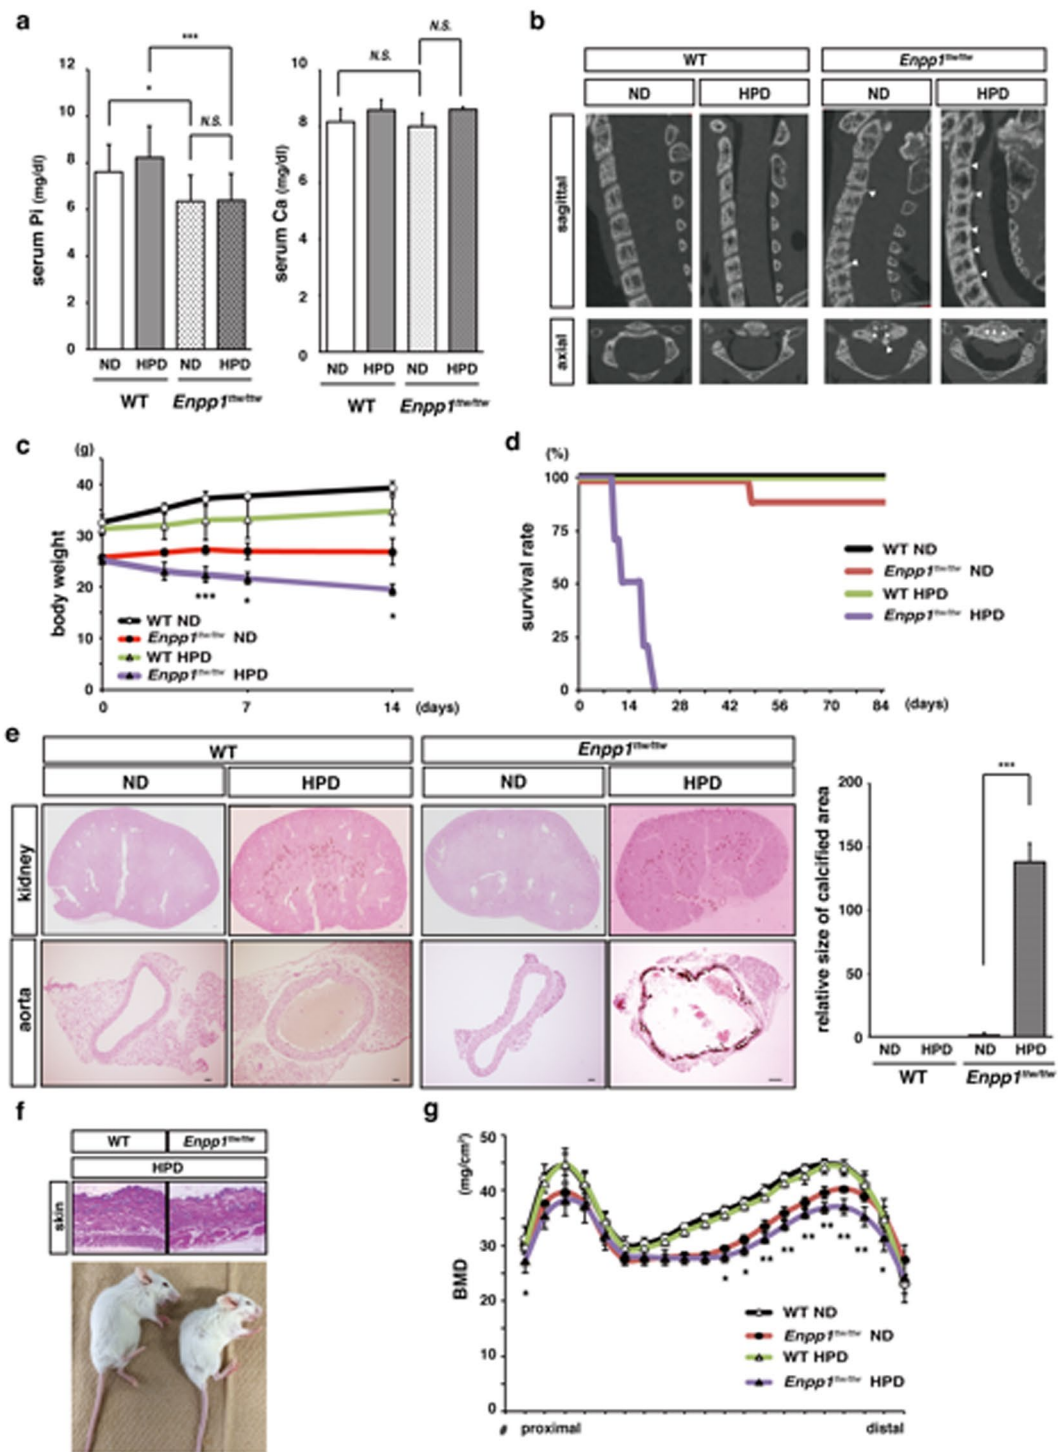 a
***
*
N.S.
12
10
8
6
4
2
0
serum Pi (mg/dl)
ND HPD ND HPD
WT Enpp1ttw/ttw
N.S.
N.S.
10
8
6
4
2
0
serum Ca (mg/dl)
ND HPD ND HPD
WT Enpp1ttw/ttw
b
WT Enpp1ttw/ttw
ND HPD ND HPD
sagittal
axial
c
(g)
40
30
20
10
0
body weight
*** * *
WT ND
Enpp1ttw/ttw ND
WT HPD
Enpp1ttw/ttw HPD
0 7 14 (days)
d
(%)
100
75
50
25
0
survival rate
WT ND
Enpp1ttw/ttw ND
WT HPD
Enpp1ttw/ttw HPD
0 14 28 42 56 70 84 (days)
e
WT Enpp1ttw/ttw
ND HPD ND HPD
kidney
aorta
***
200
150
100
50
0
relative size of calcified area
ND HPD ND HPD
WT Enpp1ttw/ttw
f
WT Enpp1ttw/ttw
HPD
skin
g
(mg/cm²)
50
40
30
20
10
0
BMD
* * * ** ** ** ** ** ** *
WT ND
Enpp1ttw/ttw ND
WT HPD
Enpp1ttw/ttw HPD
proximal distal